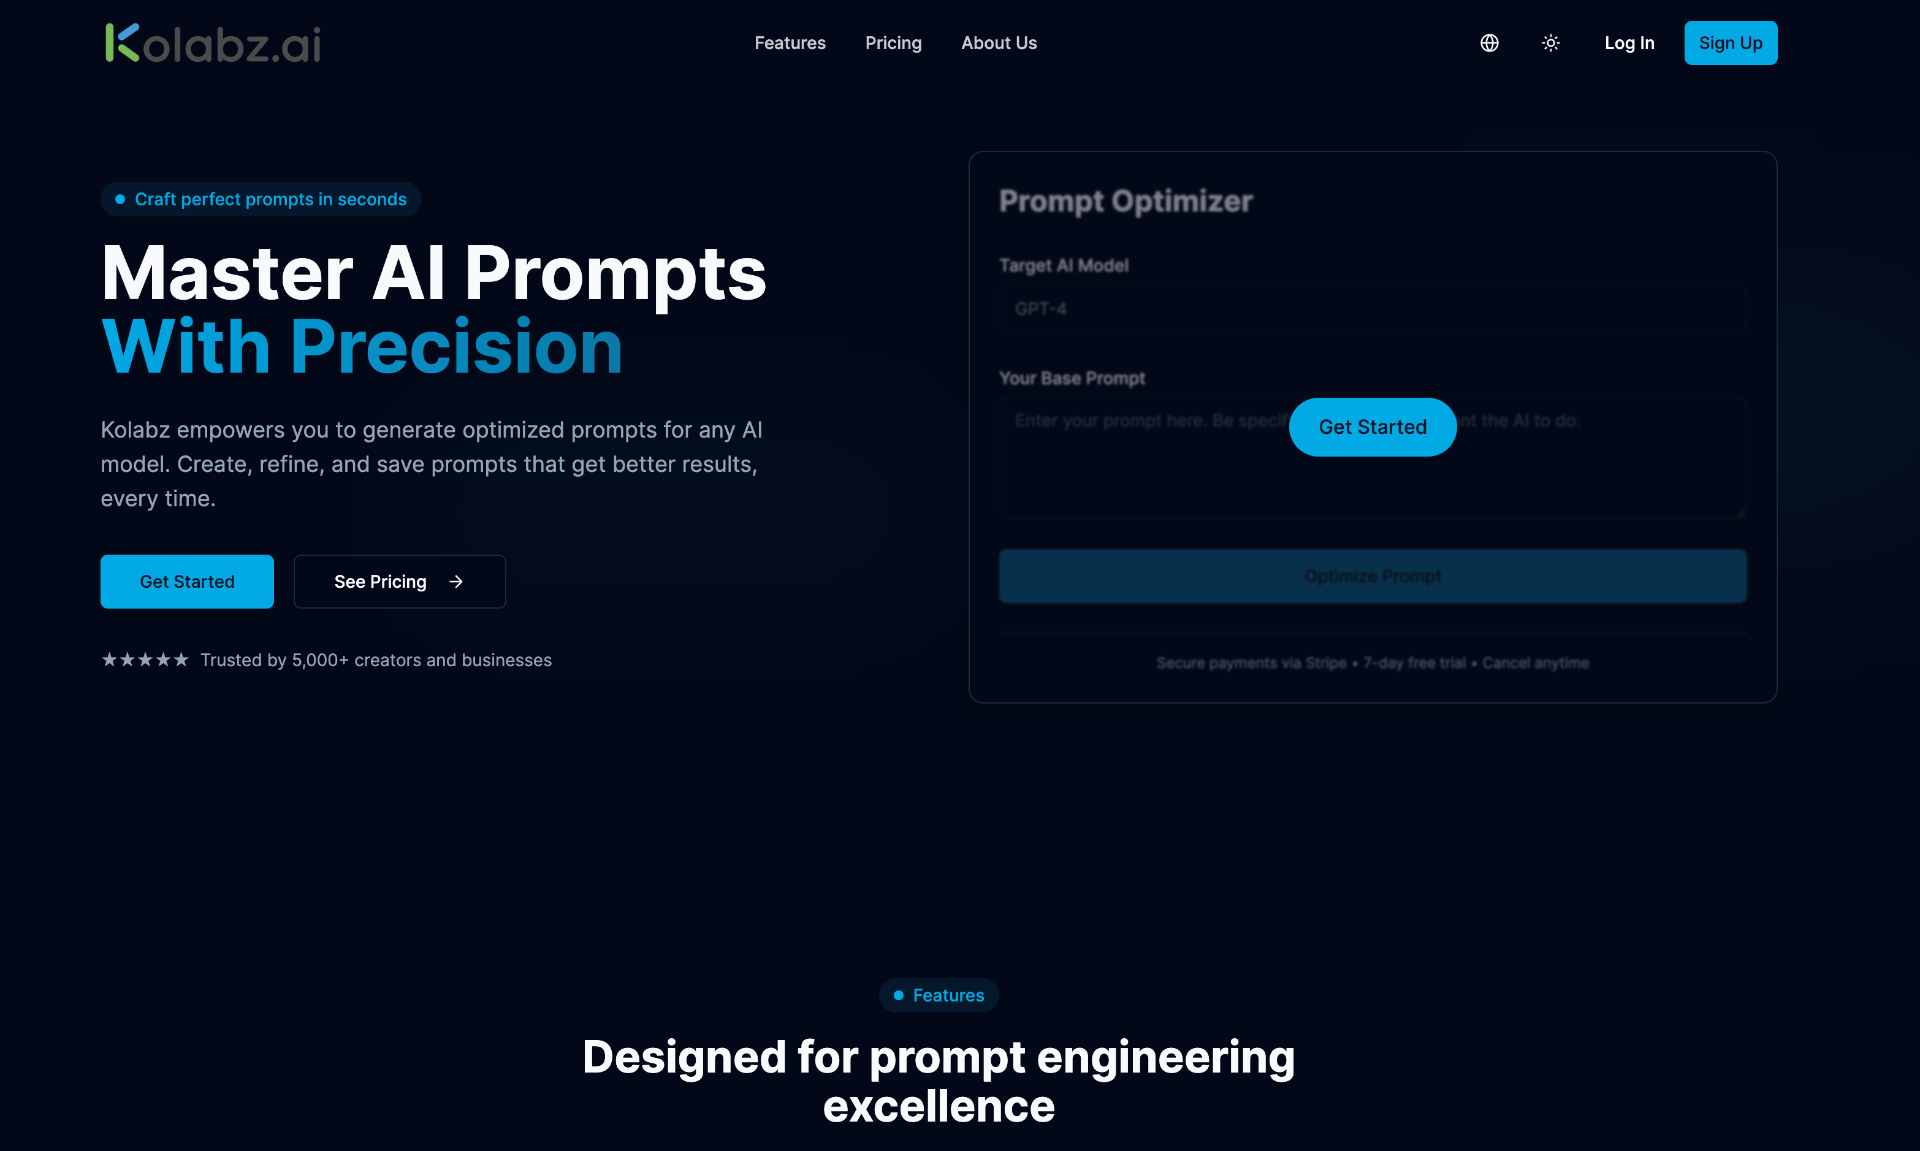 Kolabz.ai
Features
Pricing
About Us
Log In
Sign Up
Craft perfect prompts in seconds
Master AI Prompts
With Precision
Kolabz empowers you to generate optimized prompts for any AI
model. Create, refine, and save prompts that get better results,
every time.
Get Started
See Pricing →
★★★★★ Trusted by 5,000+ creators and businesses
Prompt Optimizer
Target AI Model
GPT-4
Your Base Prompt
Enter your prompt here. Be specif
nt the AI to do.
Get Started
Optimize Prompt
Secure payments via Stripe • 7-day free trial • Cancel anytime
Features
Designed for prompt engineering
excellence